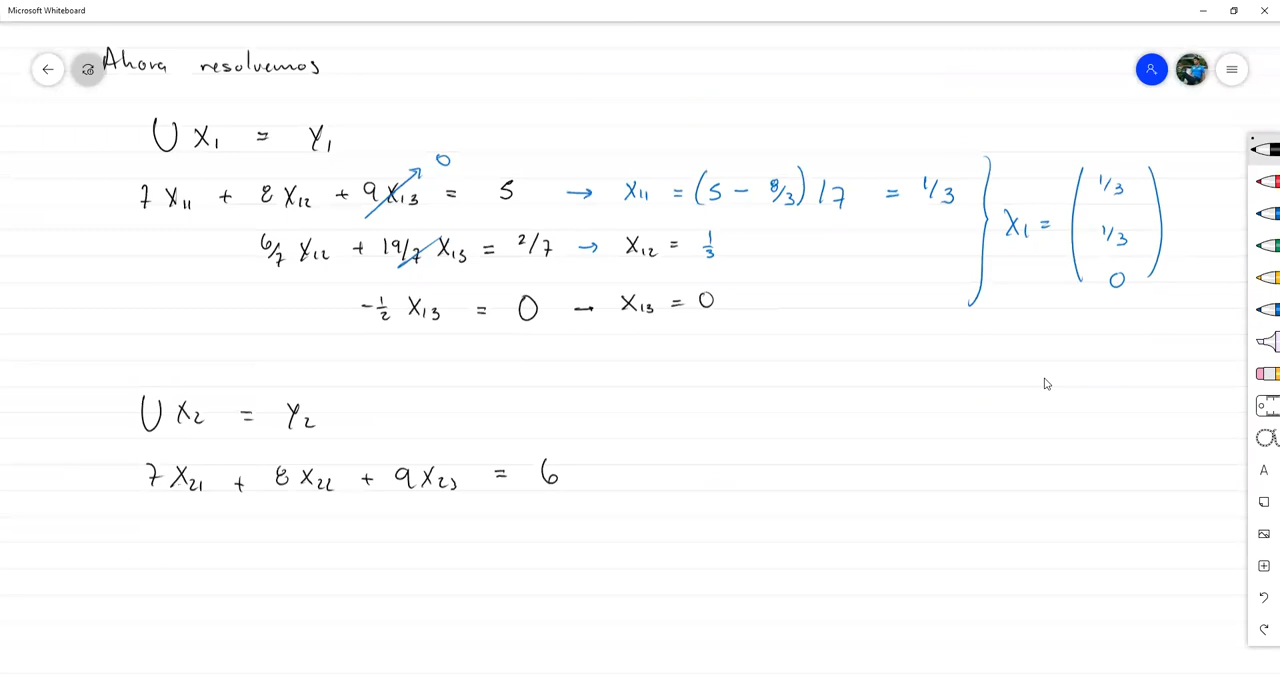 Microsoft Whiteboard
Ahora resolvemos
U X₁ = Y₁
7 X₁₁ + 8 X₁₂ + 9 X₁₃ = 5 → X₁₁ = (5 - 8/3) / 7 = 1/3
0
6/7 X₁₂ + 19/7 X₁₃ = 2/7 → X₁₂ = 1/3
-1/2 X₁₃ = 0 → X₁₃ = 0
X₁ = ( 1/3
1/3
0 )
U X₂ = Y₂
7 X₂₁ + 8 X₂₂ + 9 X₂₃ = 6
A